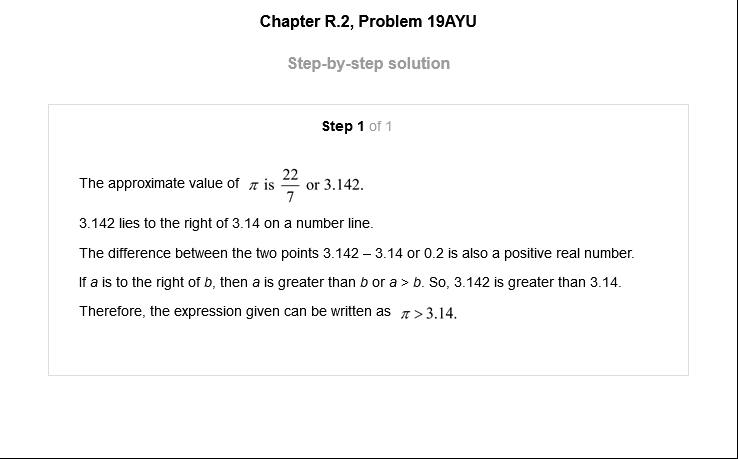 Chapter R.2, Problem 19AYU
Step-by-step solution
Step 1 of 1
The approximate value of π is 22/7 or 3.142.
3.142 lies to the right of 3.14 on a number line.
The difference between the two points 3.142 – 3.14 or 0.2 is also a positive real number.
If a is to the right of b, then a is greater than b or a > b. So, 3.142 is greater than 3.14.
Therefore, the expression given can be written as π > 3.14.